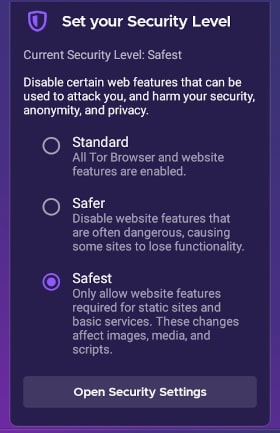 Set your Security Level
Current Security Level: Safest
Disable certain web features that can be
used to attack you, and harm your security,
anonymity, and privacy.
Standard
All Tor Browser and website
features are enabled.
Safer
Disable website features that
are often dangerous, causing
some sites to lose functionality.
Safest
Only allow website features
required for static sites and
basic services. These changes
affect images, media, and
scripts.
Open Security Settings